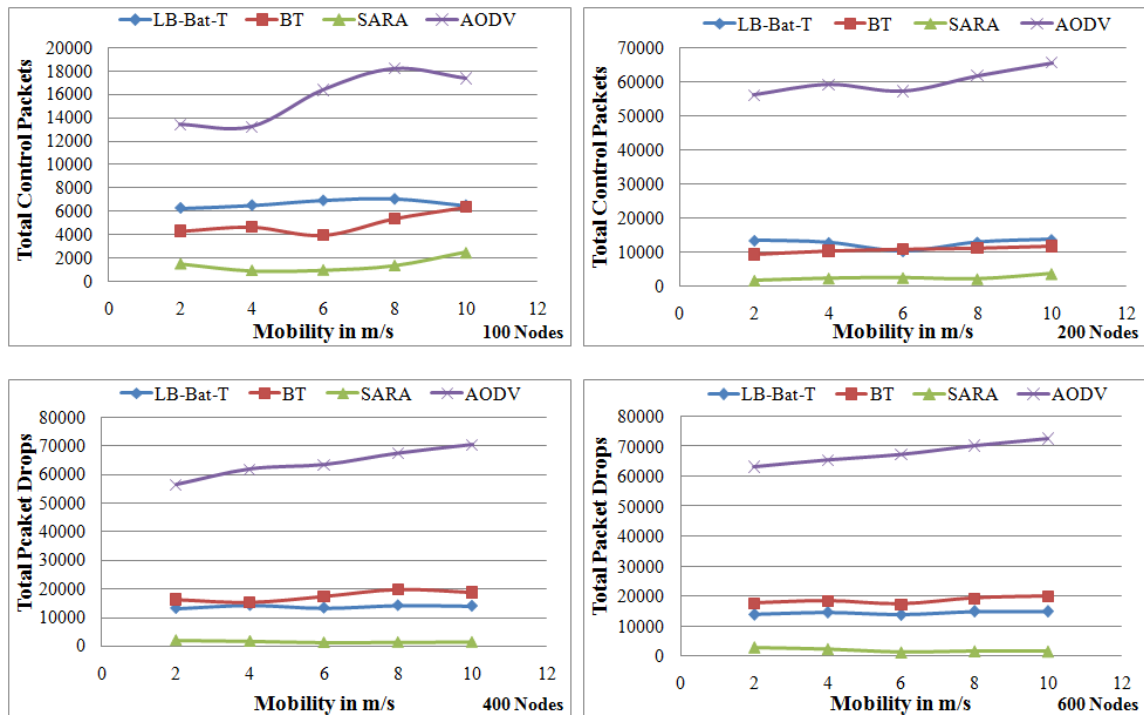 LB-Bat-T BT SARA AODV
Total Control Packets
20000
18000
16000
14000
12000
10000
8000
6000
4000
2000
0
0 2 4 6 8 10 12
Mobility in m/s
100 Nodes
LB-Bat-T BT SARA AODV
Total Control Packets
70000
60000
50000
40000
30000
20000
10000
0
0 2 4 6 8 10 12
Mobility in m/s
200 Nodes
LB-Bat-T BT SARA AODV
Total Pcaket Drops
80000
70000
60000
50000
40000
30000
20000
10000
0
0 2 4 6 8 10 12
Mobility in m/s
400 Nodes
LB-Bat-T BT SARA AODV
Total Packet Drops
80000
70000
60000
50000
40000
30000
20000
10000
0
0 2 4 6 8 10 12
Mobility in m/s
600 Nodes